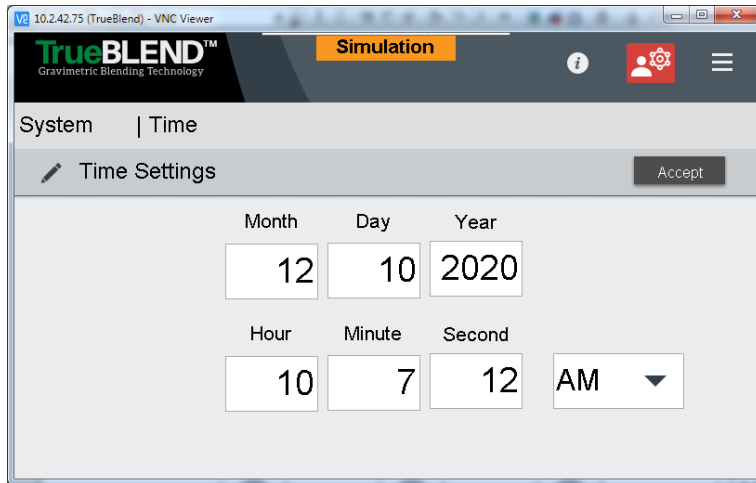 10.2.42.75 (TrueBlend) - VNC Viewer
TrueBLEND™
Simulation
Gravimetric Blending Technology
System | Time
Time Settings
Accept
Month Day Year
12 10 2020
Hour Minute Second
10 7 12 AM